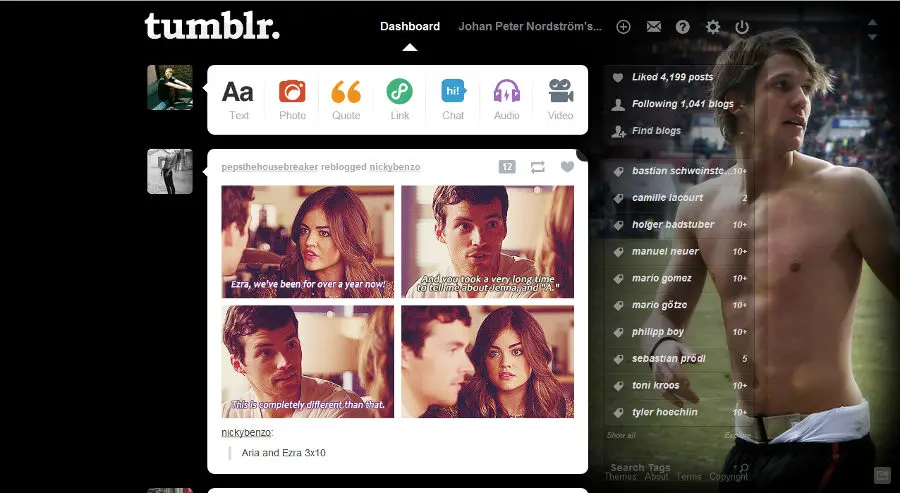 tumblr.
Dashboard
Johan Peter Nordström's...
Aa
hi!
Text
Photo
Quote
Link
Chat
Audio
Video
Liked 4,199 posts
Following 1,041 blogs
Find blogs
pepsthehousebreaker reblogged nickybenzo
12
Ezra, we've been for over a year now!
And you took a very long time
to tell me about Jenna, and "A."
This is completely different than that.
nickybenzo:
Aria and Ezra 3x10
bastian schweinste... 10+
camille lacourt 2
holger badstuber 10+
manuel neuer 10+
mario gomez 10+
mario götze 10+
philipp boy 10+
sebastian prödl 5
toni kroos 10+
tyler hoechlin 10+
Show all
Explore
Search Tags
Themes About Terms Copyright